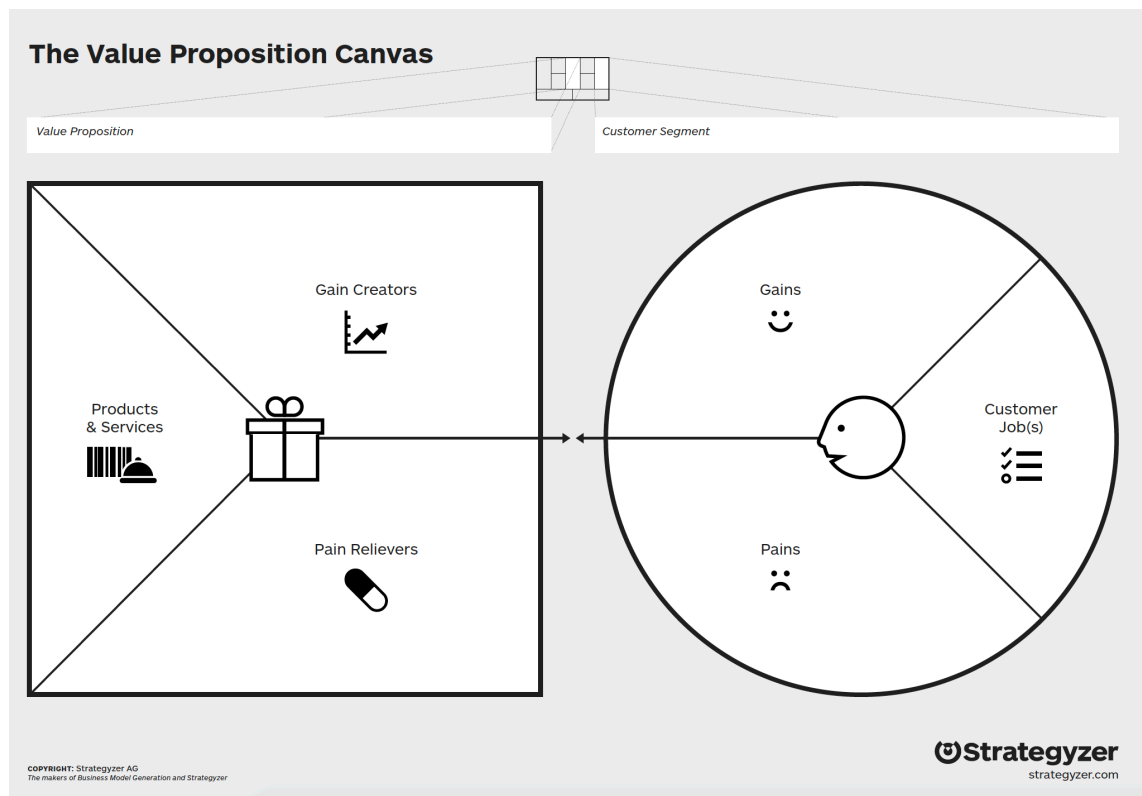 The Value Proposition Canvas
Value Proposition
Customer Segment
Gain Creators
Gains
Products
& Services
Customer
Job(s)
Pain Relievers
Pains
COPYRIGHT: Strategyzer AG
The makers of Business Model Generation and Strategyzer
Strategyzer
strategyzer.com